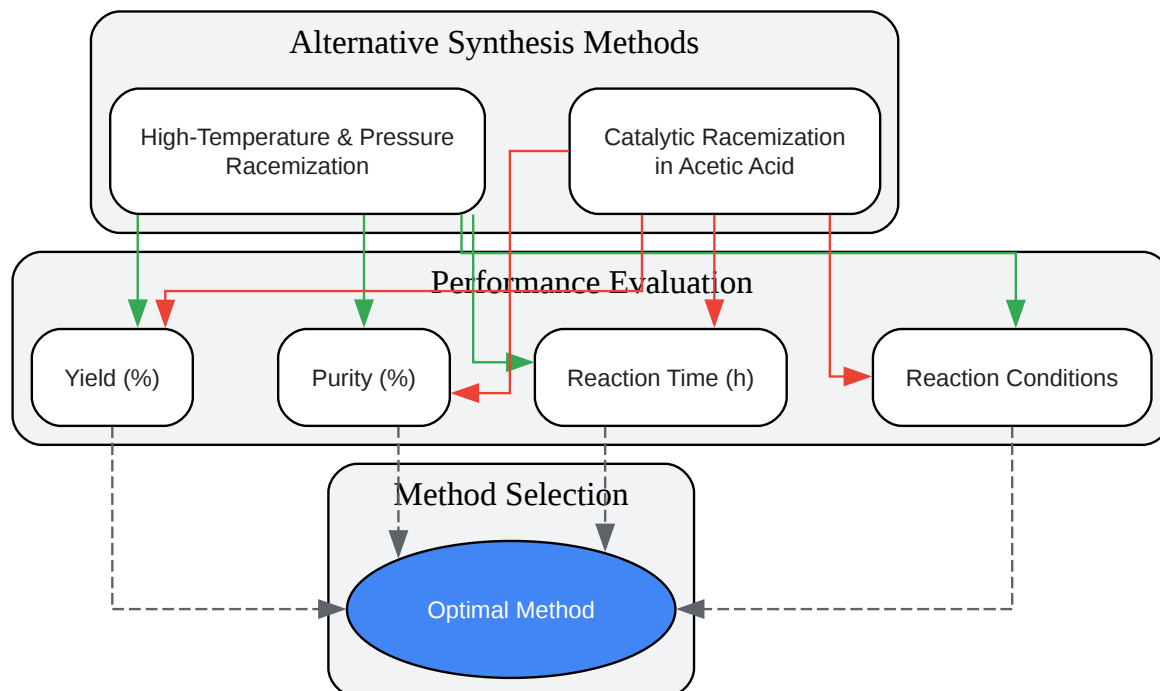 Alternative Synthesis Methods
High-Temperature & Pressure
Racemization
Catalytic Racemization
in Acetic Acid
Performance Evaluation
Yield (%)
Purity (%)
Reaction Time (h)
Reaction Conditions
Method Selection
Optimal Method